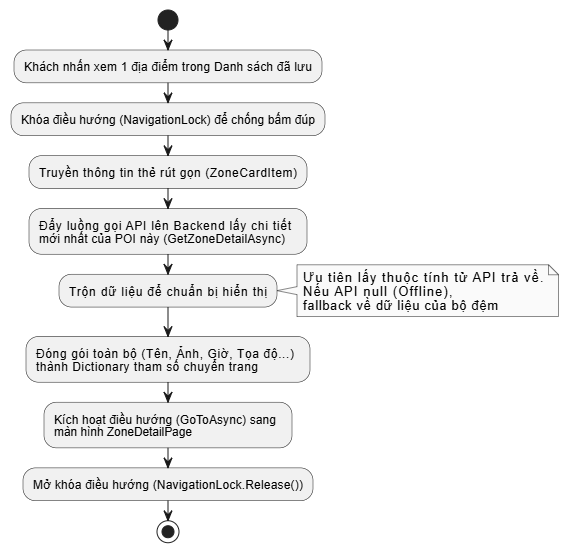 Khách nhấn xem 1 địa điểm trong Danh sách đã lưu
Khóa điều hướng (NavigationLock) để chống bấm đúp
Truyền thông tin thẻ rút gọn (ZoneCardItem)
Đẩy luồng gọi API lên Backend lấy chi tiết
mới nhất của POI này (GetZoneDetailAsync)
Trộn dữ liệu để chuẩn bị hiển thị
Ưu tiên lấy thuộc tính từ API trả về.
Nếu API null (Offline),
fallback về dữ liệu của bộ đệm
Đóng gói toàn bộ (Tên, Ảnh, Giờ, Tọa độ...)
thành Dictionary tham số chuyển trang
Kích hoạt điều hướng (GoToAsync) sang
màn hình ZoneDetailPage
Mở khóa điều hướng (NavigationLock.Release())